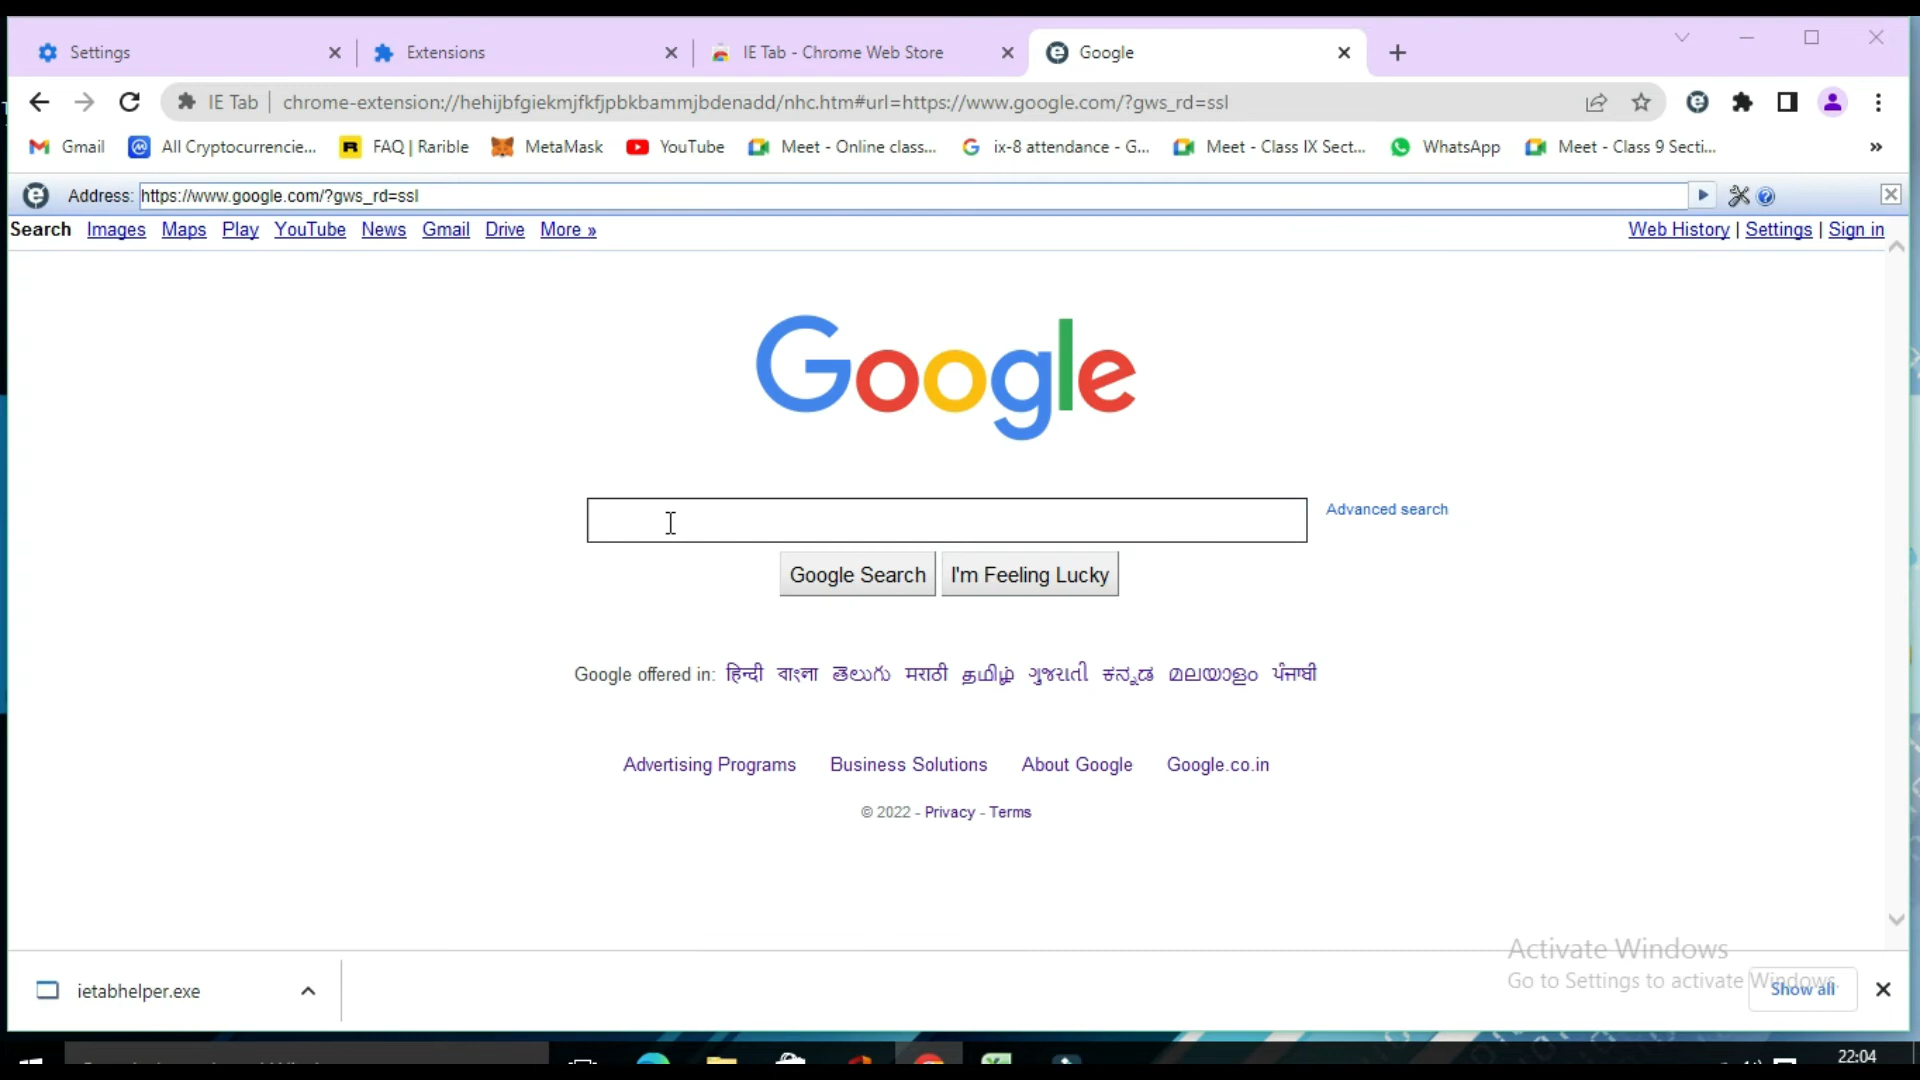 Settings
Extensions
IE Tab - Chrome Web Store
Google
IE Tab
chrome-extension://hehijbfgiekmjfkfjpbkbammjbdenadd/nhc.htm#url=https://www.google.com/?gws_rd=ssl
Gmail
All Cryptocurrencie...
FAQ | Rarible
MetaMask
YouTube
Meet - Online class...
ix-8 attendance - G...
Meet - Class IX Sect...
WhatsApp
Meet - Class 9 Secti...
»
Address: https://www.google.com/?gws_rd=ssl
Search Images Maps Play YouTube News Gmail Drive More »
Web History | Settings | Sign in
Google
Advanced search
Google Search
I'm Feeling Lucky
Google offered in: हिन्दी বাংলা తెలుగు मराठी தமிழ் ગુજરાતી ಕನ್ನಡ മലയാളം ਪੰਜਾਬੀ
Advertising Programs Business Solutions About Google Google.co.in
© 2022 - Privacy - Terms
Activate Windows
Go to Settings to activate Windows.
ietabhelper.exe
Show all
22:04